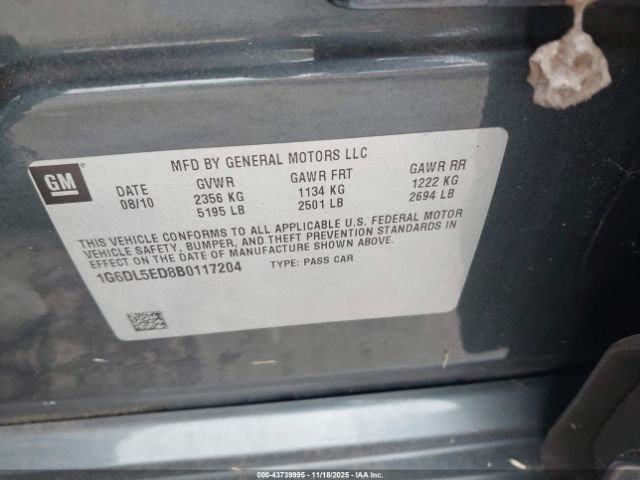 MFD BY GENERAL MOTORS LLC
GM
DATE GVWR GAWR FRT GAWR RR
08/10 2356 KG 1134 KG 1222 KG
5195 LB 2501 LB 2694 LB
THIS VEHICLE CONFORMS TO ALL APPLICABLE U.S. FEDERAL MOTOR
VEHICLE SAFETY, BUMPER, AND THEFT PREVENTION STANDARDS IN
EFFECT ON THE DATE OF MANUFACTURE SHOWN ABOVE.
1G6DL5ED8B0117204 TYPE: PASS CAR
000-43739995 - 11/18/2025 - IAA Inc.